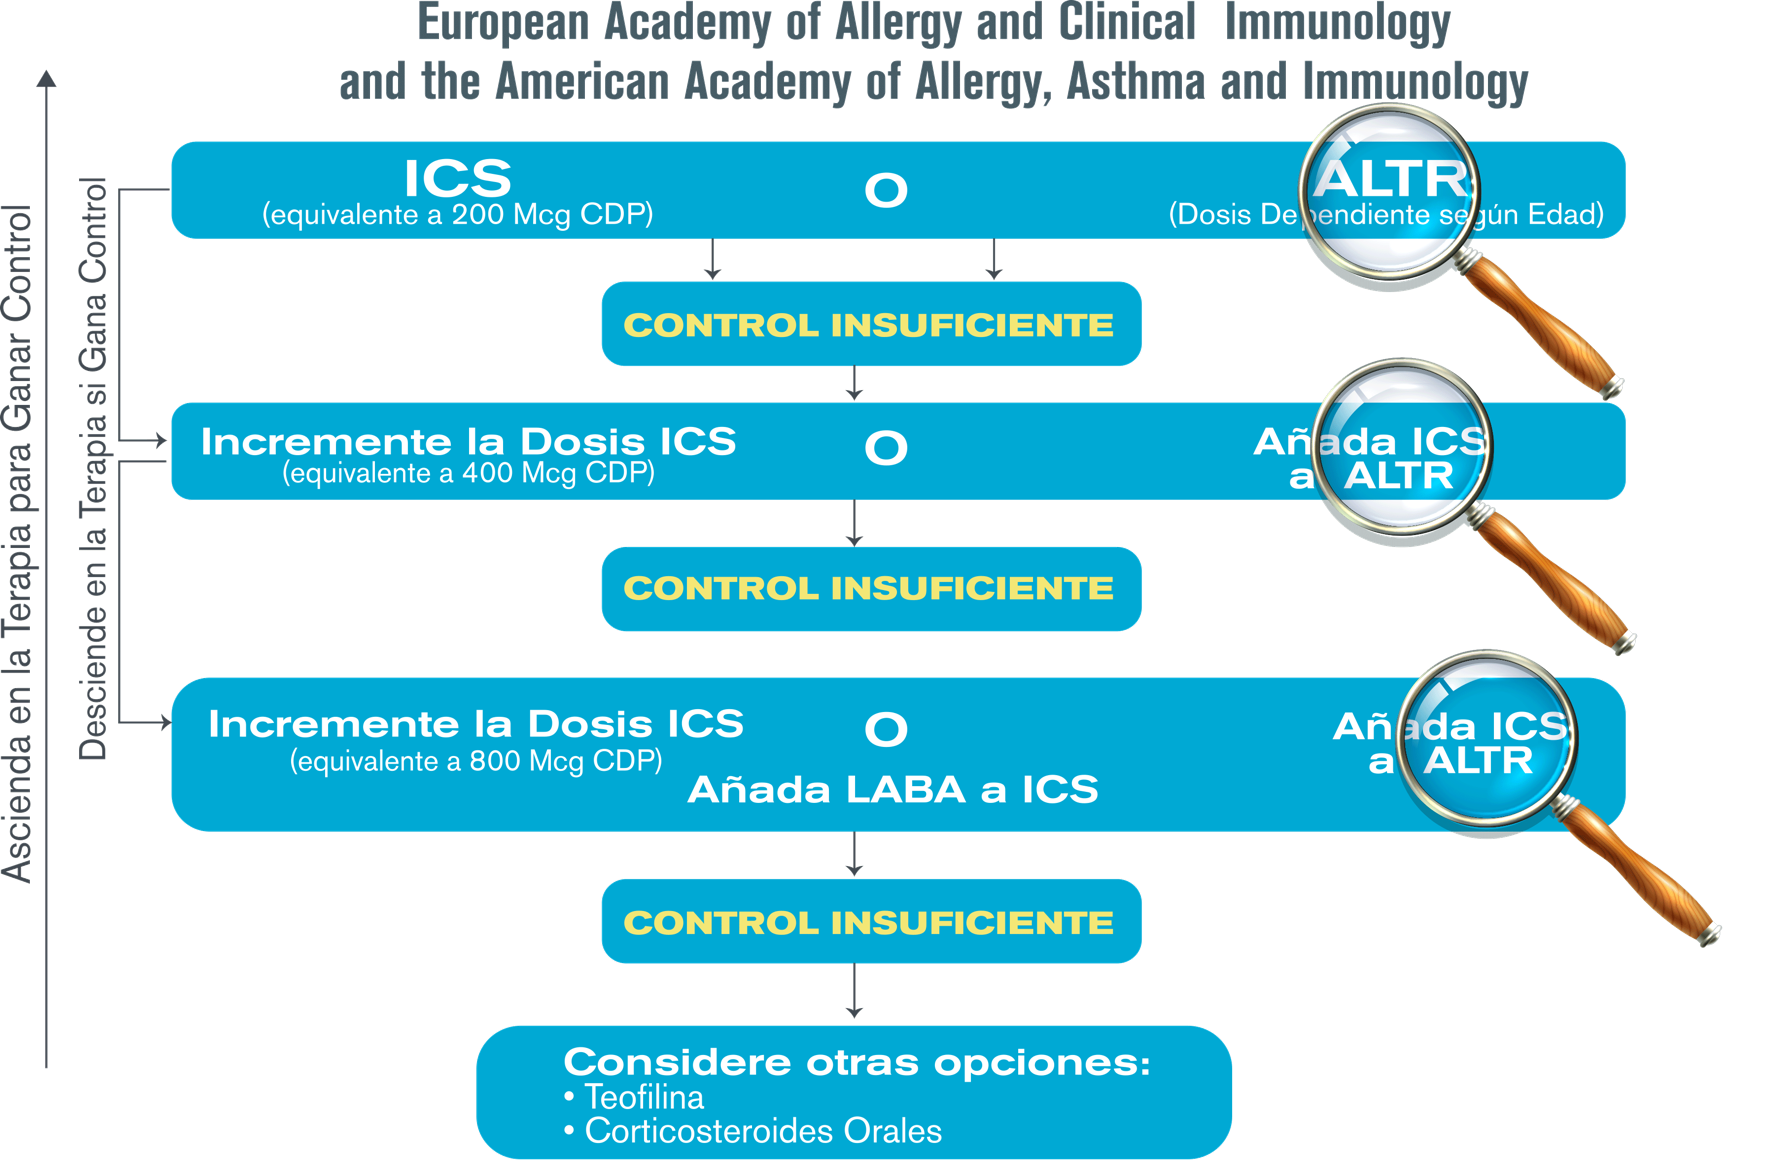 European Academy of Allergy and Clinical Immunology
and the American Academy of Allergy, Asthma and Immunology
Ascienda en la Terapia para Ganar Control
Desciende en la Terapia si Gana Control
ICS
(equivalente a 200 Mcg CDP)
O
ALTR
(Dosis Dependiente según Edad)
CONTROL INSUFICIENTE
Incremente la Dosis ICS
(equivalente a 400 Mcg CDP)
O
Añada ICS
a ALTR
CONTROL INSUFICIENTE
Incremente la Dosis ICS
(equivalente a 800 Mcg CDP)
O
Añada LABA a ICS
Añada ICS
a ALTR
CONTROL INSUFICIENTE
Considere otras opciones:
• Teofilina
• Corticosteroides Orales